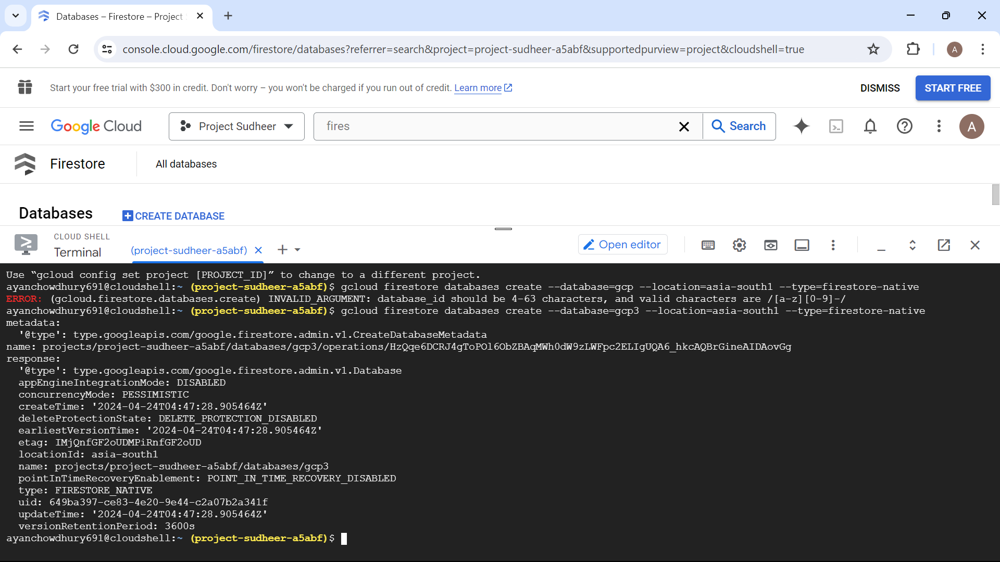 Databases – Firestore – Project
console.cloud.google.com/firestore/databases?referrer=search&project=project-sudheer-a5abf&supportedpurview=project&cloudshell=true
A
Start your free trial with $300 in credit. Don't worry – you won't be charged if you run out of credit. Learn more
DISMISS
START FREE
Google Cloud
Project Sudheer
fires
Search
A
Firestore
All databases
Databases
CREATE DATABASE
CLOUD SHELL
Terminal
(project-sudheer-a5abf)
Open editor
Use “gcloud config set project [PROJECT_ID]” to change to a different project.
ayanchowdhury691@cloudshell:~ (project-sudheer-a5abf)$ gcloud firestore databases create --database=gcp --location=asia-south1 --type=firestore-native
ERROR: (gcloud.firestore.databases.create) INVALID_ARGUMENT: database_id should be 4-63 characters, and valid characters are /[a-z][0-9]-/
ayanchowdhury691@cloudshell:~ (project-sudheer-a5abf)$ gcloud firestore databases create --database=gcp3 --location=asia-south1 --type=firestore-native
metadata:
  '@type': type.googleapis.com/google.firestore.admin.v1.CreateDatabaseMetadata
name: projects/project-sudheer-a5abf/databases/gcp3/operations/HzQqe6DCRJ4gToPOl6ObZBAqMWh0dW9zLWFpc2ELIgUQA6_hkcAQBrGineAIDAovGg
response:
  '@type': type.googleapis.com/google.firestore.admin.v1.Database
  appEngineIntegrationMode: DISABLED
  concurrencyMode: PESSIMISTIC
  createTime: '2024-04-24T04:47:28.905464Z'
  deleteProtectionState: DELETE_PROTECTION_DISABLED
  earliestVersionTime: '2024-04-24T04:47:28.905464Z'
  etag: IMjQnfGF2oUDMPiRnfGF2oUD
  locationId: asia-south1
  name: projects/project-sudheer-a5abf/databases/gcp3
  pointInTimeRecoveryEnablement: POINT_IN_TIME_RECOVERY_DISABLED
  type: FIRESTORE_NATIVE
  uid: 649ba397-ce83-4e20-9e44-c2a07b2a341f
  updateTime: '2024-04-24T04:47:28.905464Z'
  versionRetentionPeriod: 3600s
ayanchowdhury691@cloudshell:~ (project-sudheer-a5abf)$